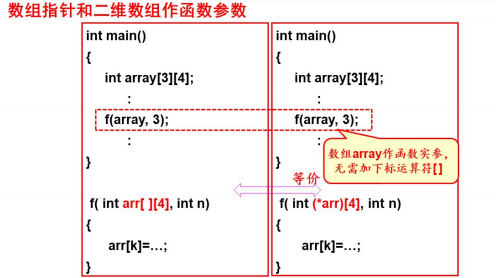 数组指针和二维数组作函数参数
int main()
{
int array[3][4];
:
f(array, 3);
:
}
f( int arr[ ][4], int n)
{
arr[k]=…;
}
int main()
{
int array[3][4];
:
f(array, 3);
:
}
数组array作函数实参，
无需加下标运算符[ ]
等价
f( int (*arr)[4], int n)
{
arr[k]=…;
}